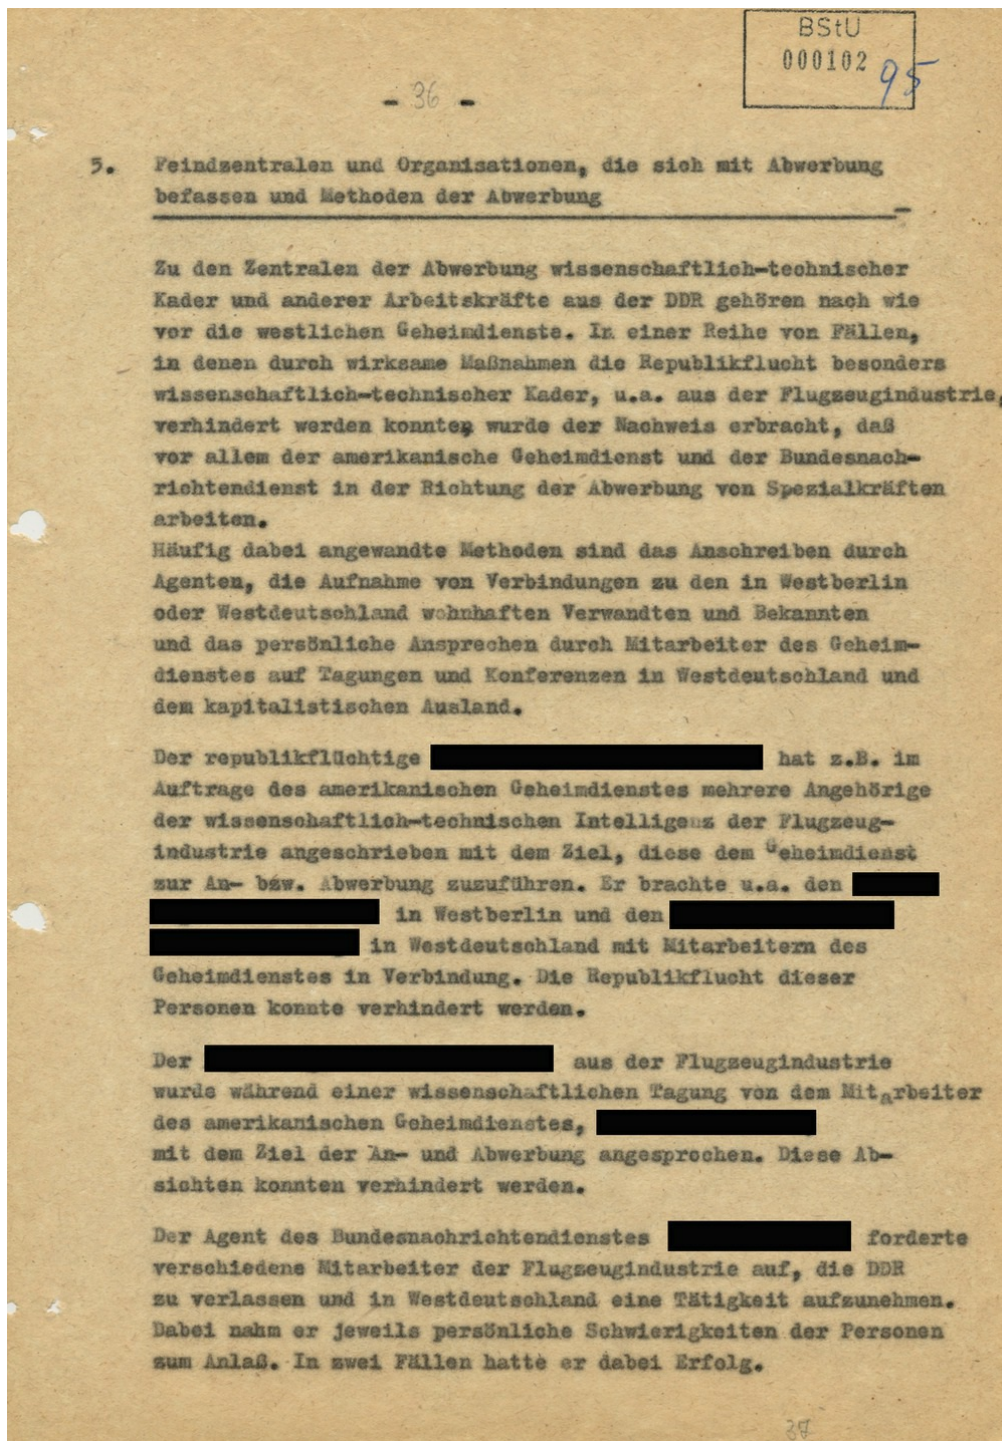 BStU
000102
95
- 36 -
5. Feindzentralen und Organisationen, die sich mit Abwerbung
befassen und Methoden der Abwerbung
Zu den Zentralen der Abwerbung wissenschaftlich-technischer
Kader und anderer Arbeitskräfte aus der DDR gehören nach wie
vor die westlichen Geheimdienste. In einer Reihe von Fällen,
in denen durch wirksame Maßnahmen die Republikflucht besonders
wissenschaftlich-technischer Kader, u.a. aus der Flugzeugindustrie,
verhindert werden konnte, wurde der Nachweis erbracht, daß
vor allem der amerikanische Geheimdienst und der Bundesnach-
richtendienst in der Richtung der Abwerbung von Spezialkräften
arbeiten.
Häufig dabei angewandte Methoden sind das Anschreiben durch
Agenten, die Aufnahme von Verbindungen zu den in Westberlin
oder Westdeutschland wohnhaften Verwandten und Bekannten
und das persönliche Ansprechen durch Mitarbeiter des Geheim-
dienstes auf Tagungen und Konferenzen in Westdeutschland und
dem kapitalistischen Ausland.
Der republikflüchtige hat z.B. im
Auftrage des amerikanischen Geheimdienstes mehrere Angehörige
der wissenschaftlich-technischen Intelligenz der Flugzeug-
industrie angeschrieben mit dem Ziel, diese dem Geheimdienst
zur An- bzw. Abwerbung zuzuführen. Er brachte u.a. den
in Westberlin und den
in Westdeutschland mit Mitarbeitern des
Geheimdienstes in Verbindung. Die Republikflucht dieser
Personen konnte verhindert werden.
Der aus der Flugzeugindustrie
wurde während einer wissenschaftlichen Tagung von dem Mitarbeiter
des amerikanischen Geheimdienstes,
mit dem Ziel der An- und Abwerbung angesprochen. Diese Ab-
sichten konnten verhindert werden.
Der Agent des Bundesnachrichtendienstes forderte
verschiedene Mitarbeiter der Flugzeugindustrie auf, die DDR
zu verlassen und in Westdeutschland eine Tätigkeit aufzunehmen.
Dabei nahm er jeweils persönliche Schwierigkeiten der Personen
zum Anlaß. In zwei Fällen hatte er dabei Erfolg.
37